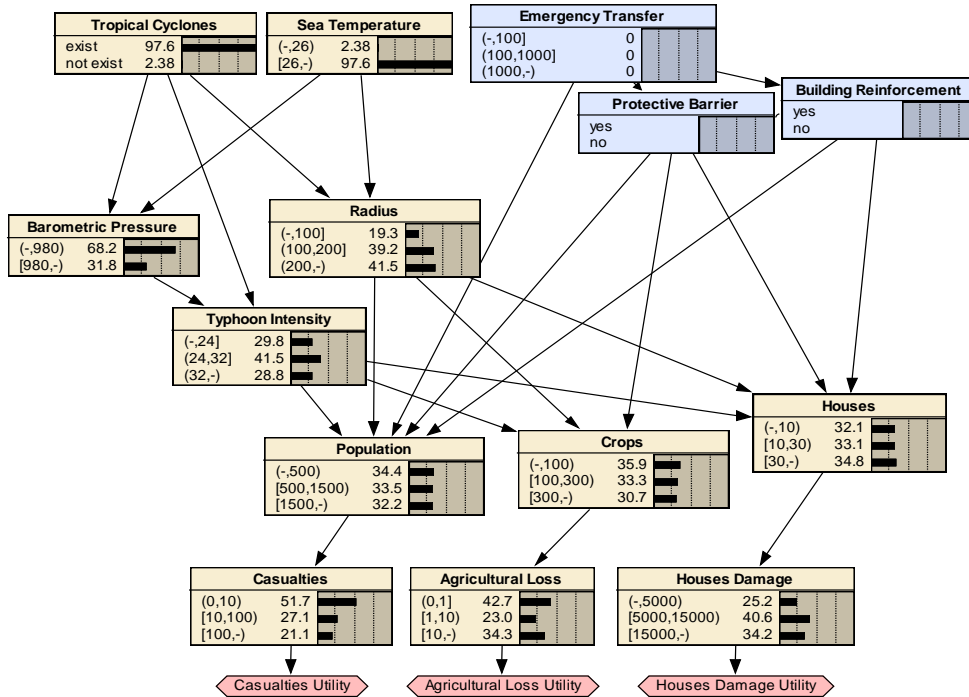 Tropical Cyclones
exist 97.6
not exist 2.38
Sea Temperature
(-,26) 2.38
[26,-) 97.6
Emergency Transfer
(-,100] 0
(100,1000] 0
(1000,-) 0
Protective Barrier
yes
no
Building Reinforcement
yes
no
Barometric Pressure
(-,980) 68.2
[980,-) 31.8
Radius
(-,100] 19.3
(100,200] 39.2
(200,-) 41.5
Typhoon Intensity
(-,24] 29.8
(24,32] 41.5
(32,-) 28.8
Houses
(-,10) 32.1
[10,30) 33.1
[30,-) 34.8
Population
(-,500) 34.4
[500,1500) 33.5
[1500,-) 32.2
Crops
(-,100) 35.9
[100,300) 33.3
[300,-) 30.7
Casualties
(0,10) 51.7
[10,100) 27.1
[100,-) 21.1
Agricultural Loss
(0,1] 42.7
[1,10) 23.0
[10,-) 34.3
Houses Damage
(-,5000) 25.2
[5000,15000) 40.6
[15000,-) 34.2
Casualties Utility
Agricultural Loss Utility
Houses Damage Utility